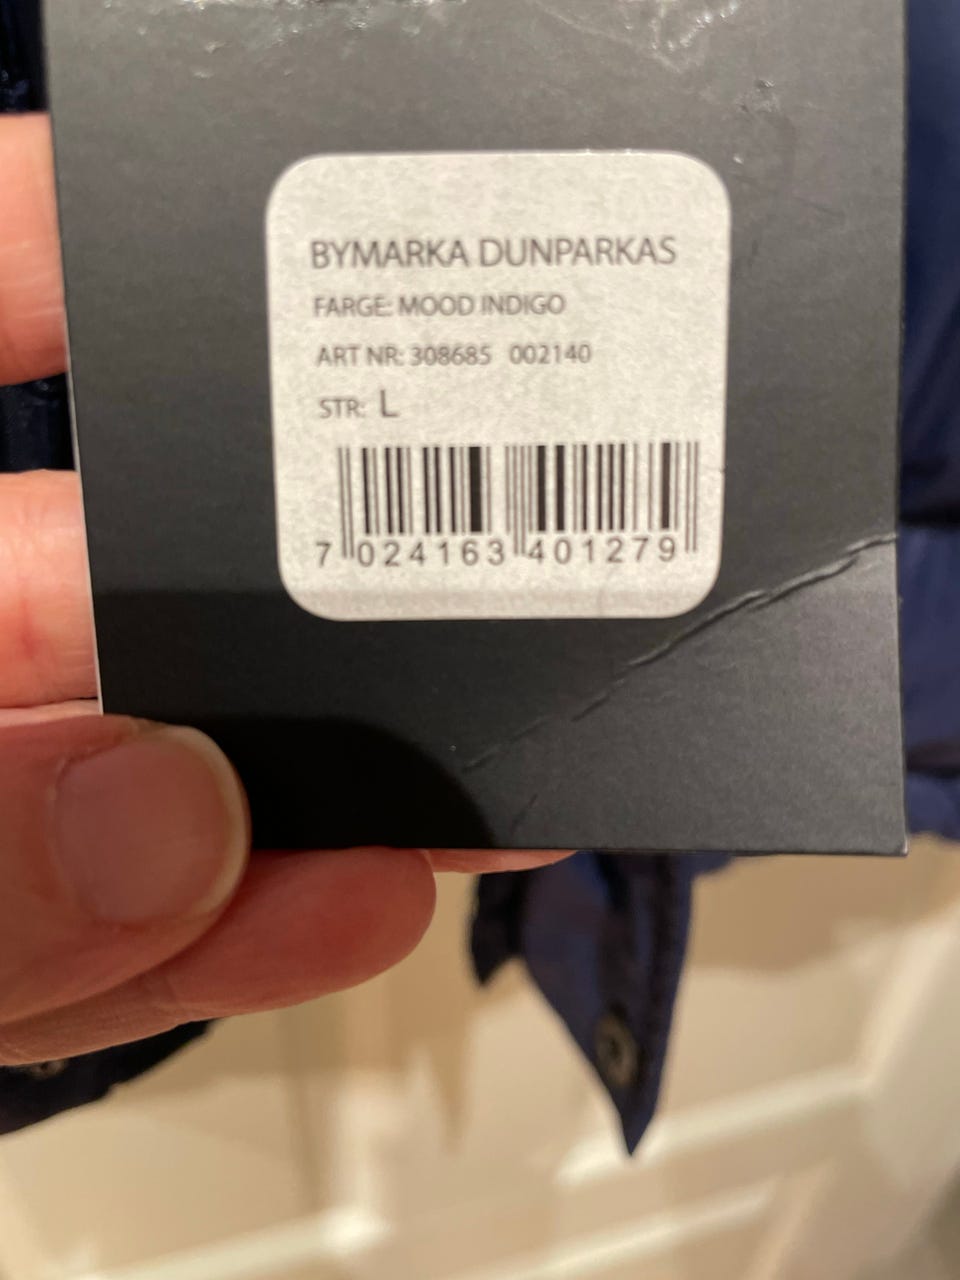 BYMARKA DUNPARKAS
FARGE: MOOD INDIGO
ART NR: 308685 002140
STR: L
7 024163 401279